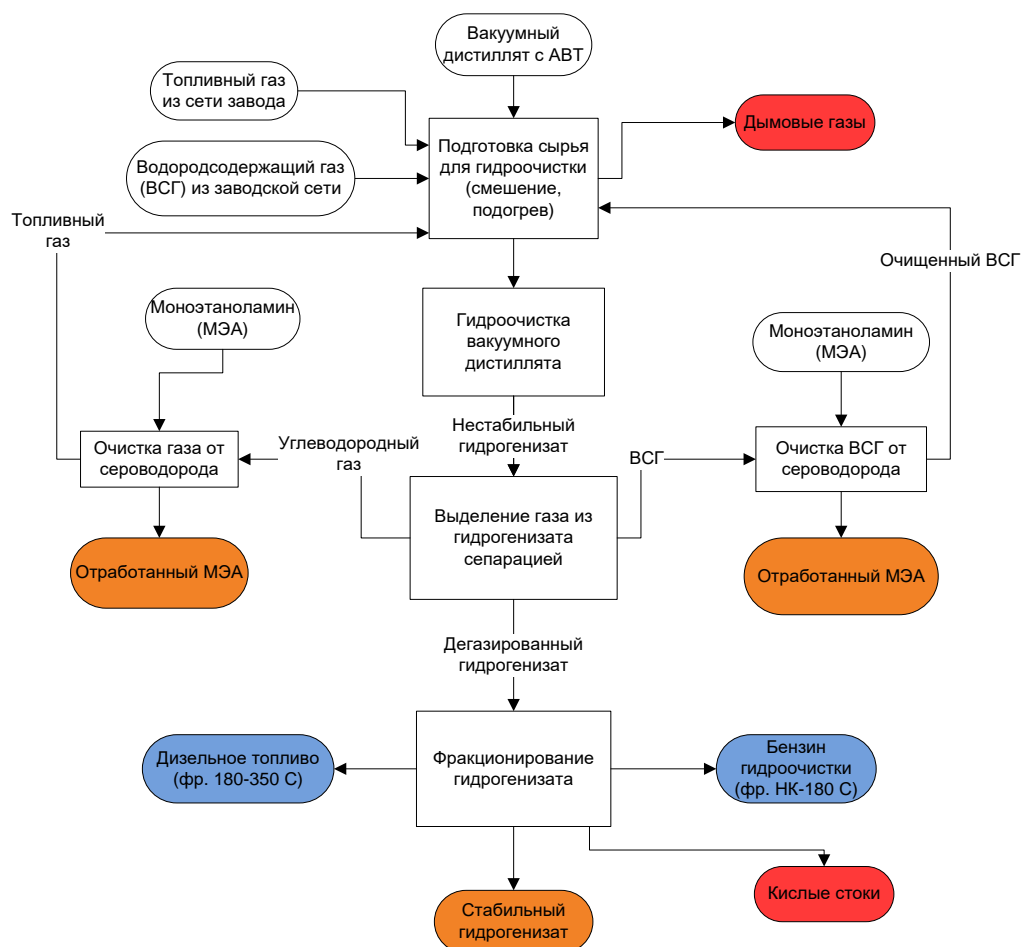 Вакуумный
дистиллят с АВТ
Топливный газ
из сети завода
Дымовые газы
Подготовка сырья
для гидроочистки
(смешение,
подогрев)
Водородсодержащий газ
(ВСГ) из заводской сети
Топливный
газ
Очищенный ВСГ
Моноэтаноламин
(МЭА)
Гидроочистка
вакуумного
дистиллята
Моноэтаноламин
(МЭА)
Нестабильный
гидрогенизат
Очистка газа от
сероводорода
Углеводородный
газ
ВСГ
Очистка ВСГ от
сероводорода
Выделение газа из
гидрогенизата
сепарацией
Отработанный МЭА
Отработанный МЭА
Дегазированный
гидрогенизат
Дизельное топливо
(фр. 180-350 С)
Фракционирование
гидрогенизата
Бензин
гидроочистки
(фр. НК-180 С)
Кислые стоки
Стабильный
гидрогенизат